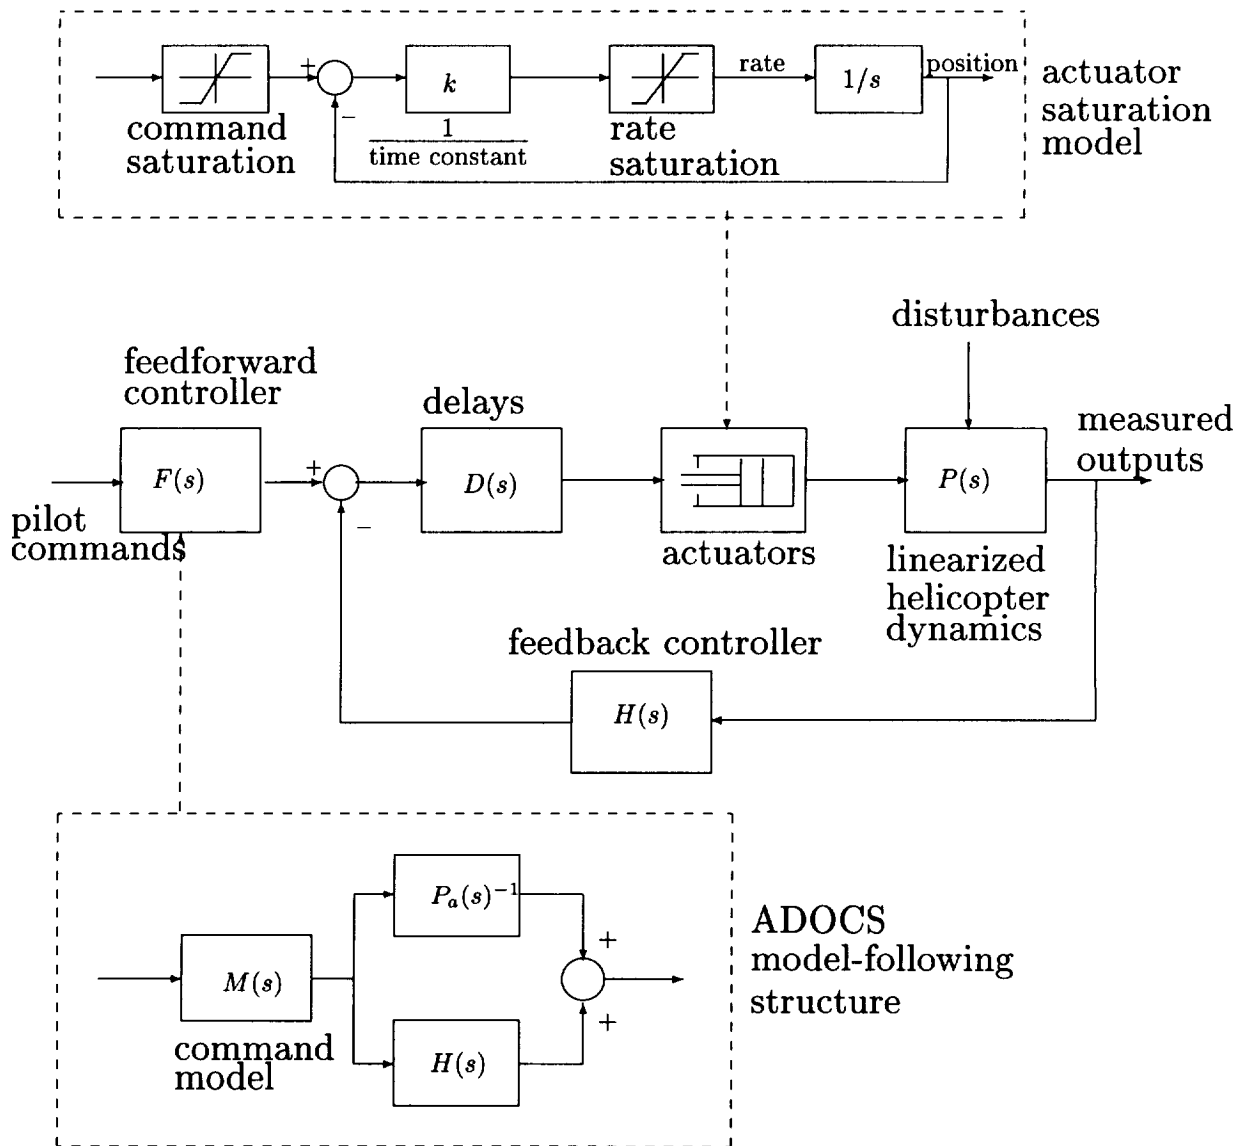 +
k
rate
1/s
position
−
command
saturation
1
time constant
rate
saturation
actuator
saturation
model
disturbances
feedforward
controller
delays
measured
outputs
F(s)
+
D(s)
P(s)
−
pilot
commands
actuators
linearized
helicopter
dynamics
feedback controller
H(s)
P_a(s)^{-1}
+
ADOCS
model-following
structure
M(s)
+
command
model
H(s)